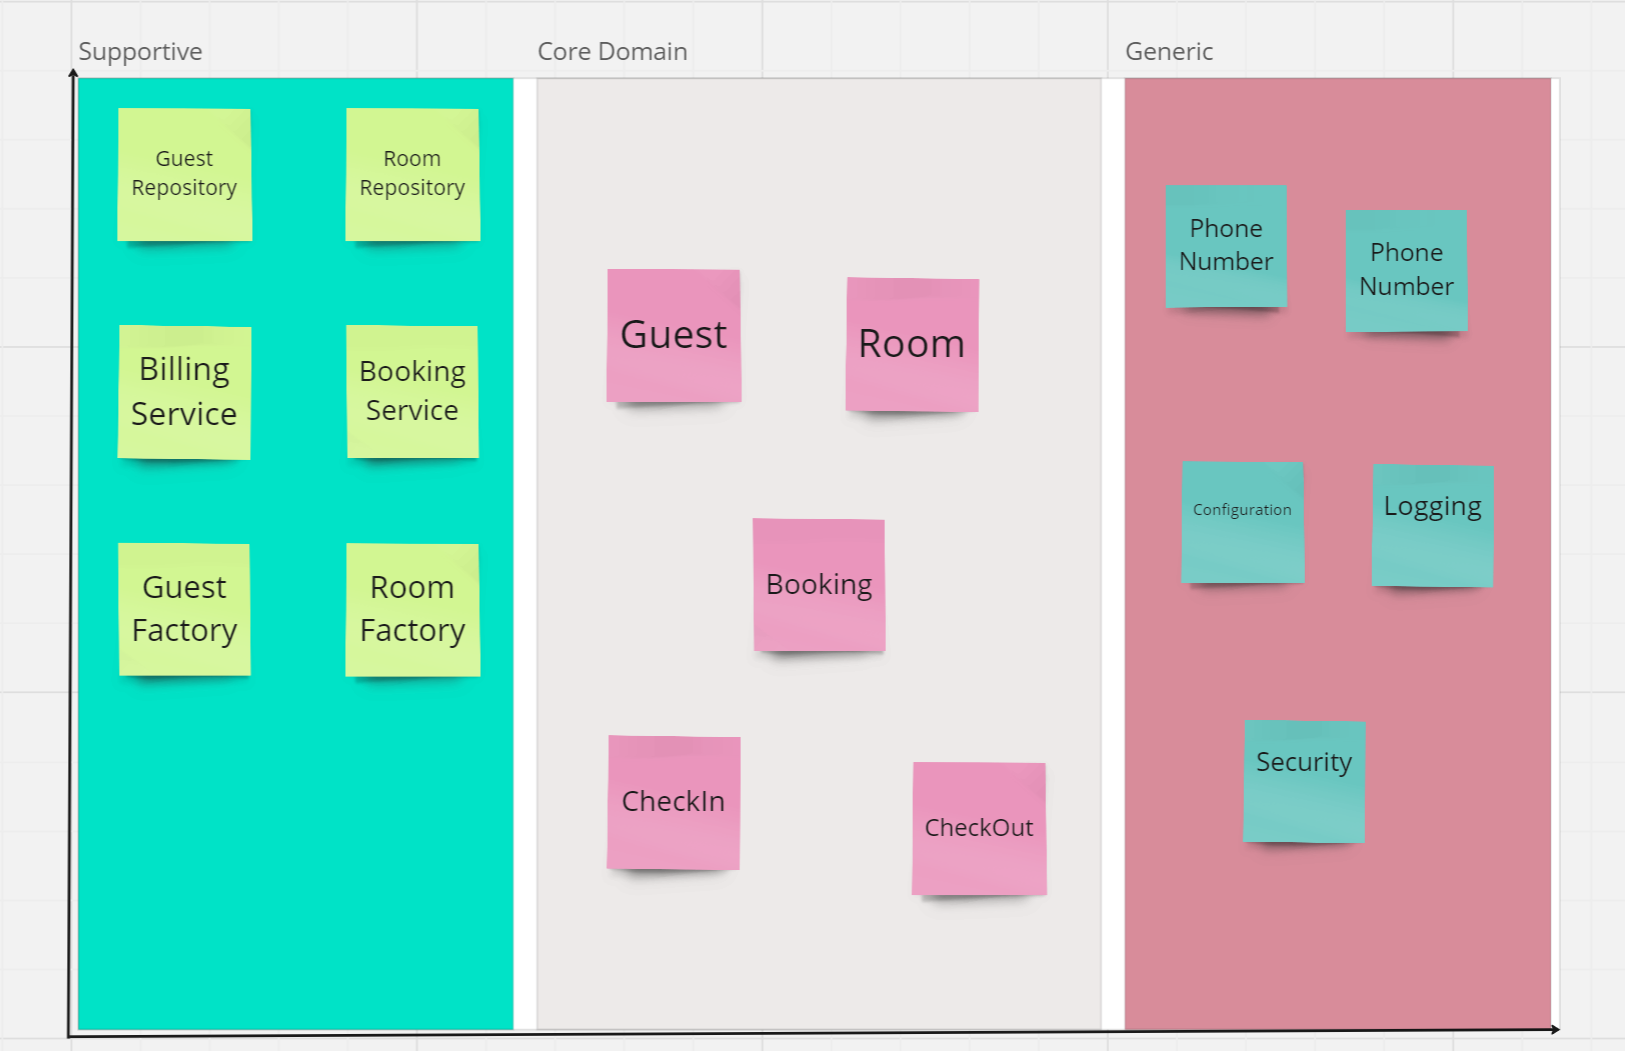 Supportive
Core Domain
Generic
Guest
Repository
Room
Repository
Billing
Service
Booking
Service
Guest
Factory
Room
Factory
Guest
Room
Booking
CheckIn
CheckOut
Phone
Number
Phone
Number
Configuration
Logging
Security